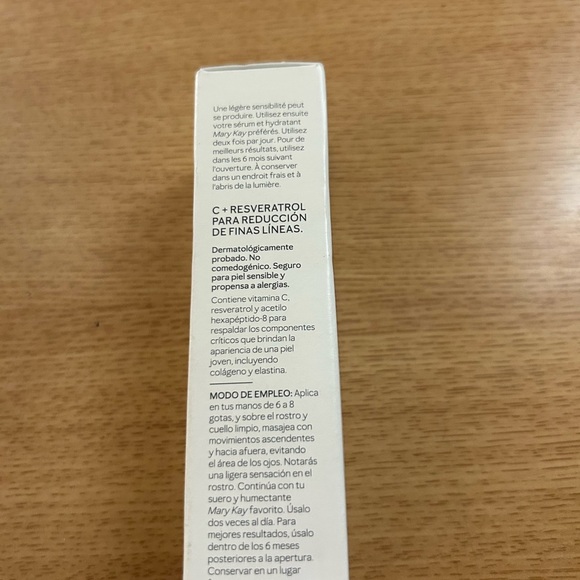 Une légère sensibilité peut
se produire. Utilisez ensuite
votre sérum et hydratant
Mary Kay préférés. Utilisez
deux fois par jour. Pour de
meilleurs résultats, utilisez
dans les 6 mois suivant
l'ouverture. À conserver
dans un endroit frais et à
l'abris de la lumière.
C + RESVERATROL
PARA REDUCCIÓN
DE FINAS LÍNEAS.
Dermatológicamente
probado. No
comedogénico. Seguro
para piel sensible y
propensa a alergias.
Contiene vitamina C,
resveratrol y acetilo
hexapéptido-8 para
respaldar los componentes
críticos que brindan la
apariencia de una piel
joven, incluyendo
colágeno y elastina.
MODO DE EMPLEO: Aplica
en tus manos de 6 a 8
gotas, y sobre el rostro y
cuello limpio, masajea con
movimientos ascendentes
y hacia afuera, evitando
el área de los ojos. Notarás
una ligera sensación en el
rostro. Continúa con tu
suero y humectante
Mary Kay favorito. Úsalo
dos veces al día. Para
mejores resultados, úsalo
dentro de los 6 meses
posteriores a la apertura.
Conservar en un lugar